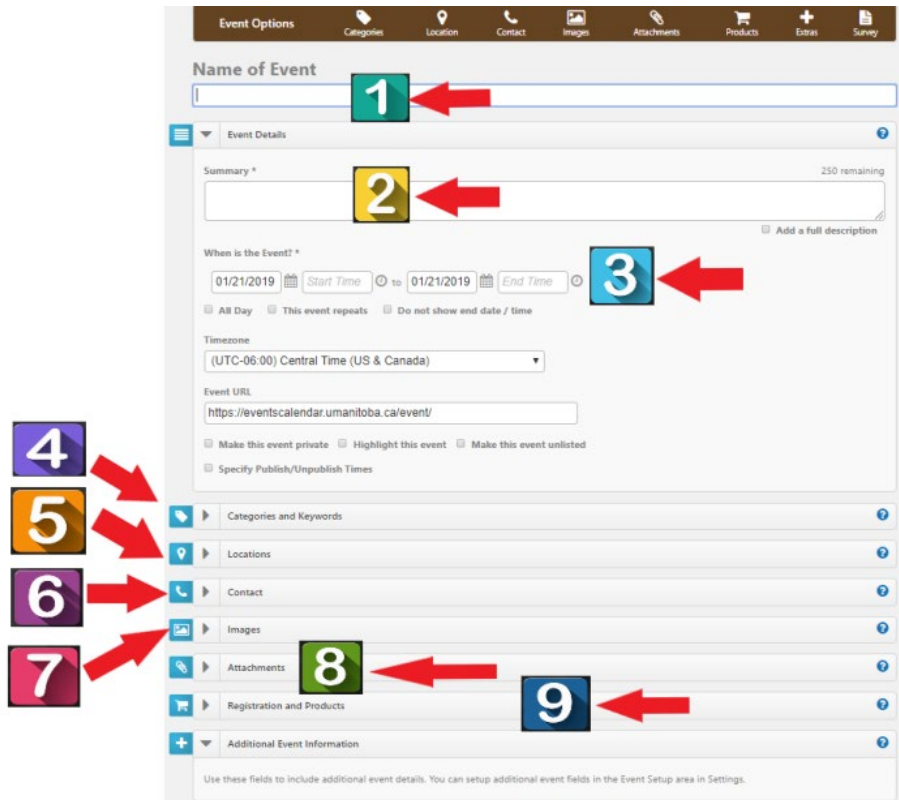 Event Options Categories Location Contact Images Attachments Products Extras Survey
Name of Event
1
Event Details
Summary * 250 remaining
2
Add a full description
When is the Event? *
01/21/2019 Start Time to 01/21/2019 End Time 3
All Day This event repeats Do not show end date / time
Timezone
(UTC-06:00) Central Time (US & Canada)
Event URL
https://eventscalendar.umanitoba.ca/event/
Make this event private Highlight this event Make this event unlisted
4
Specify Publish/Unpublish Times
5
Categories and Keywords
Locations
6
Contact
Images
7
Attachments 8
Registration and Products 9
Additional Event Information
Use these fields to include additional event details. You can setup additional event fields in the Event Setup area in Settings.